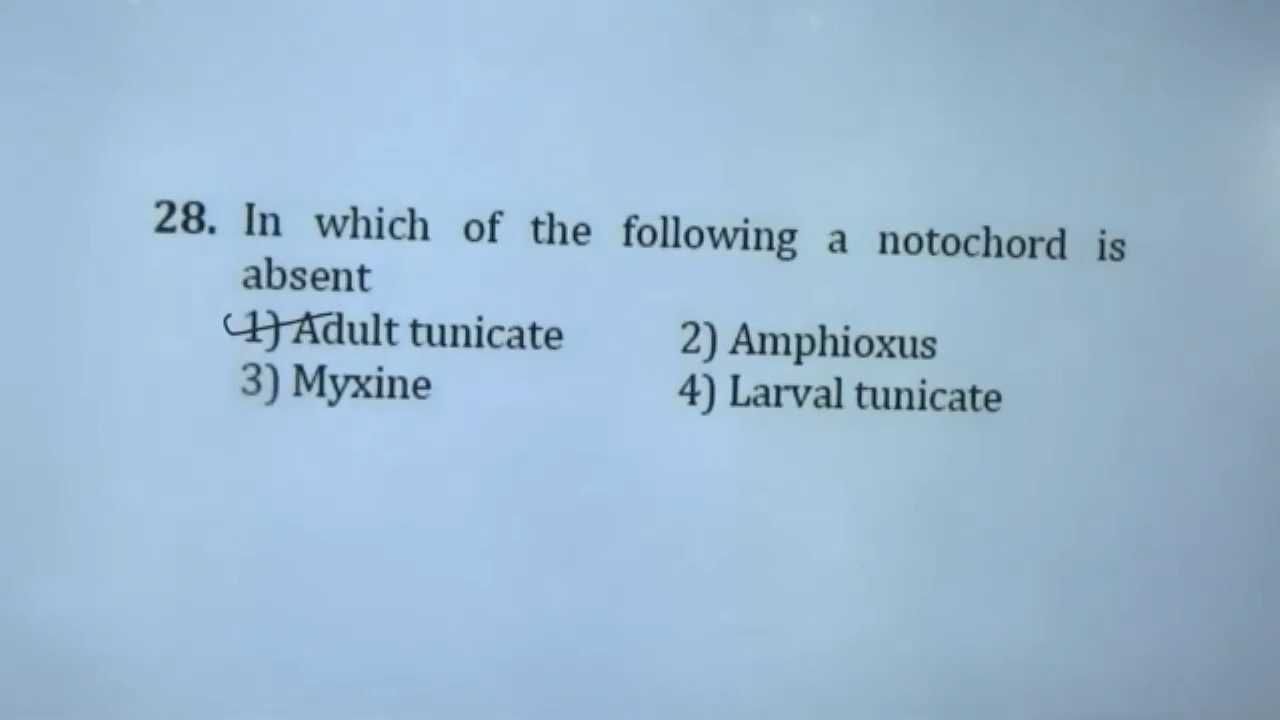 28. In which of the following a notochord is
absent
1) Adult tunicate 2) Amphioxus
3) Myxine 4) Larval tunicate